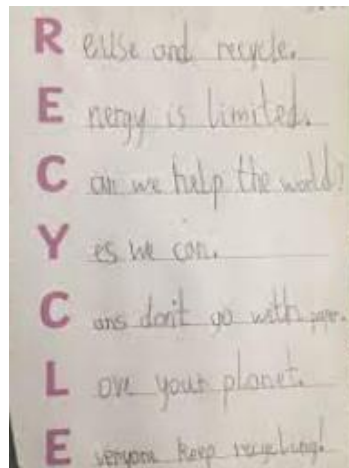 Reuse and recycle.
Energy is limited.
Can we help the world?
Yes we can.
Cans don't go with paper.
Love your planet.
Everyone keep recycling!